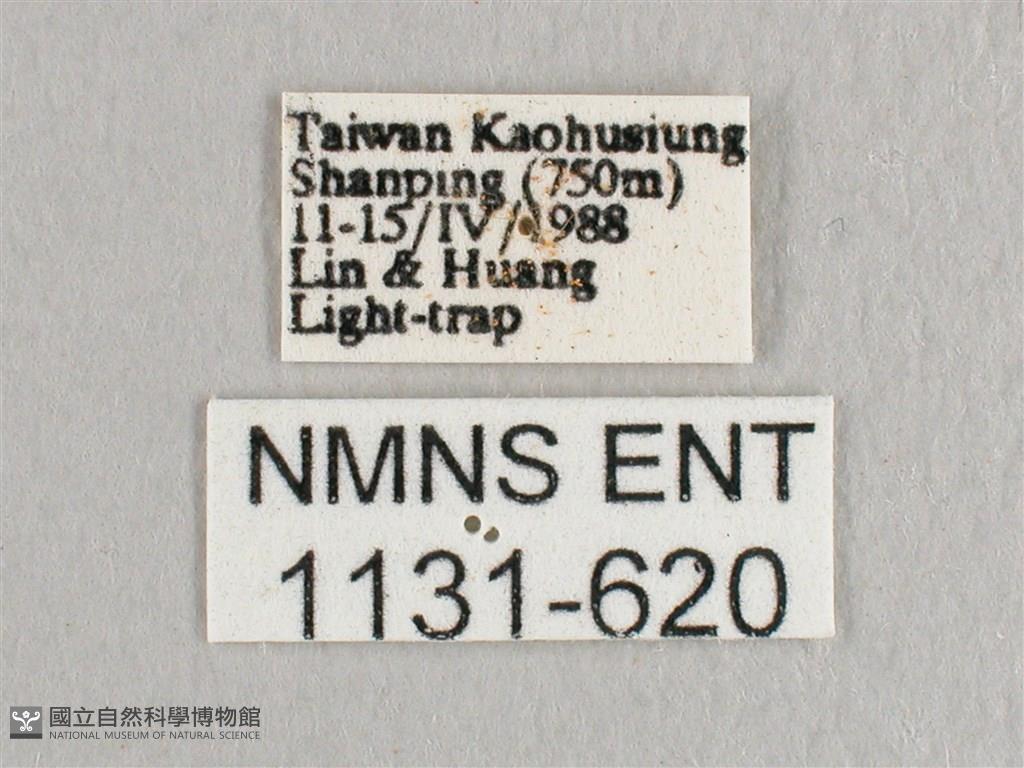 Taiwan Kaohusiung
Shanping (750m)
11-15/IV/1988
Lin & Huang
Light-trap
NMNS ENT
1131-620
國立自然科學博物館
NATIONAL MUSEUM OF NATURAL SCIENCE